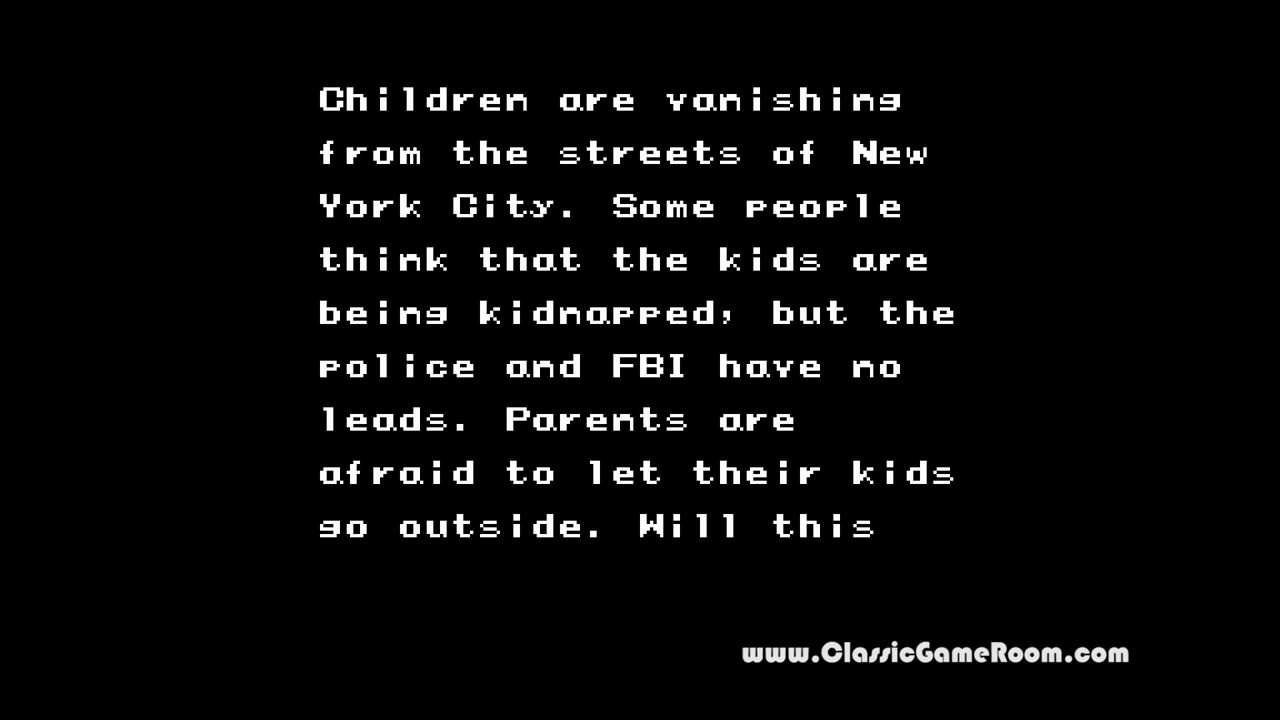 Children are vanishing
from the streets of New
York City. Some people
think that the kids are
being kidnapped, but the
police and FBI have no
leads. Parents are
afraid to let their kids
go outside. Will this
www.ClassicGameRoom.com